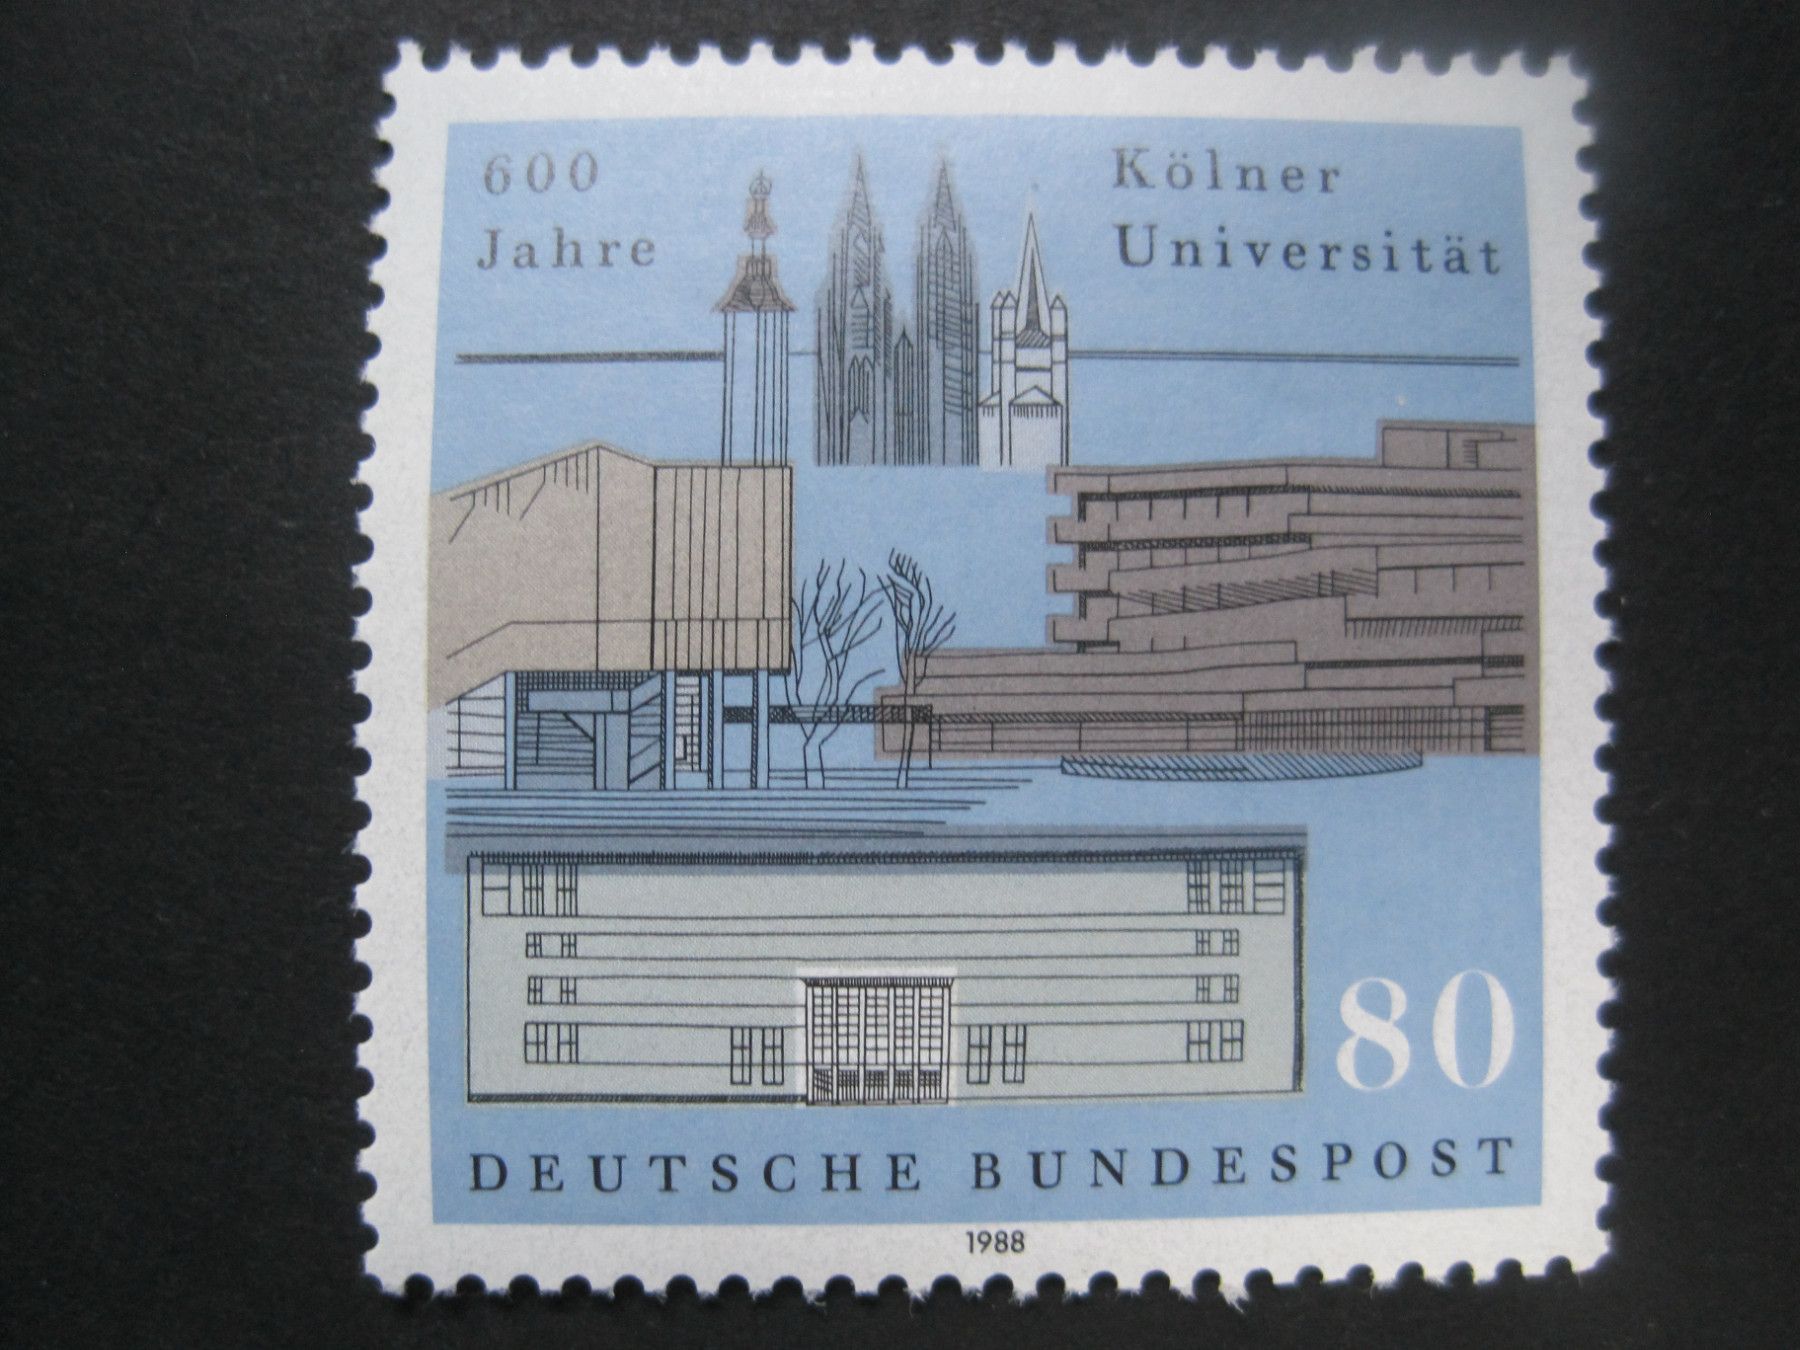 600
Jahre
Kölner
Universität
80
DEUTSCHE BUNDESPOST
1988